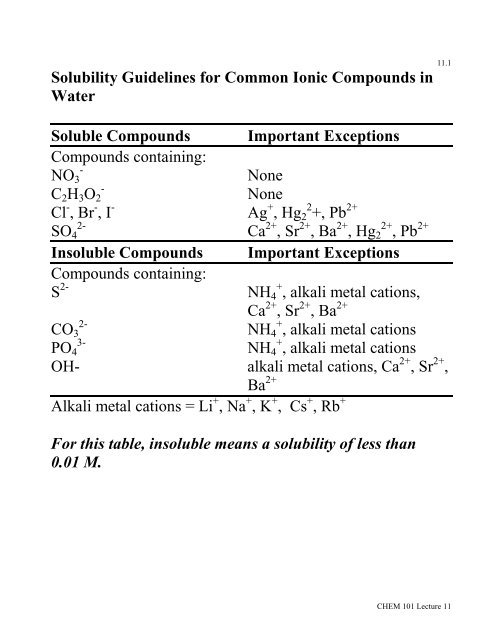 11.1
Solubility Guidelines for Common Ionic Compounds in
Water
Soluble Compounds Important Exceptions
Compounds containing:
NO₃⁻ None
C₂H₃O₂⁻ None
Cl⁻, Br⁻, I⁻ Ag⁺, Hg₂²+, Pb²⁺
SO₄²⁻ Ca²⁺, Sr²⁺, Ba²⁺, Hg₂²⁺, Pb²⁺
Insoluble Compounds Important Exceptions
Compounds containing:
S²⁻ NH₄⁺, alkali metal cations,
Ca²⁺, Sr²⁺, Ba²⁺
CO₃²⁻ NH₄⁺, alkali metal cations
PO₄³⁻ NH₄⁺, alkali metal cations
OH- alkali metal cations, Ca²⁺, Sr²⁺,
Ba²⁺
Alkali metal cations = Li⁺, Na⁺, K⁺, Cs⁺, Rb⁺
For this table, insoluble means a solubility of less than
0.01 M.
CHEM 101 Lecture 11